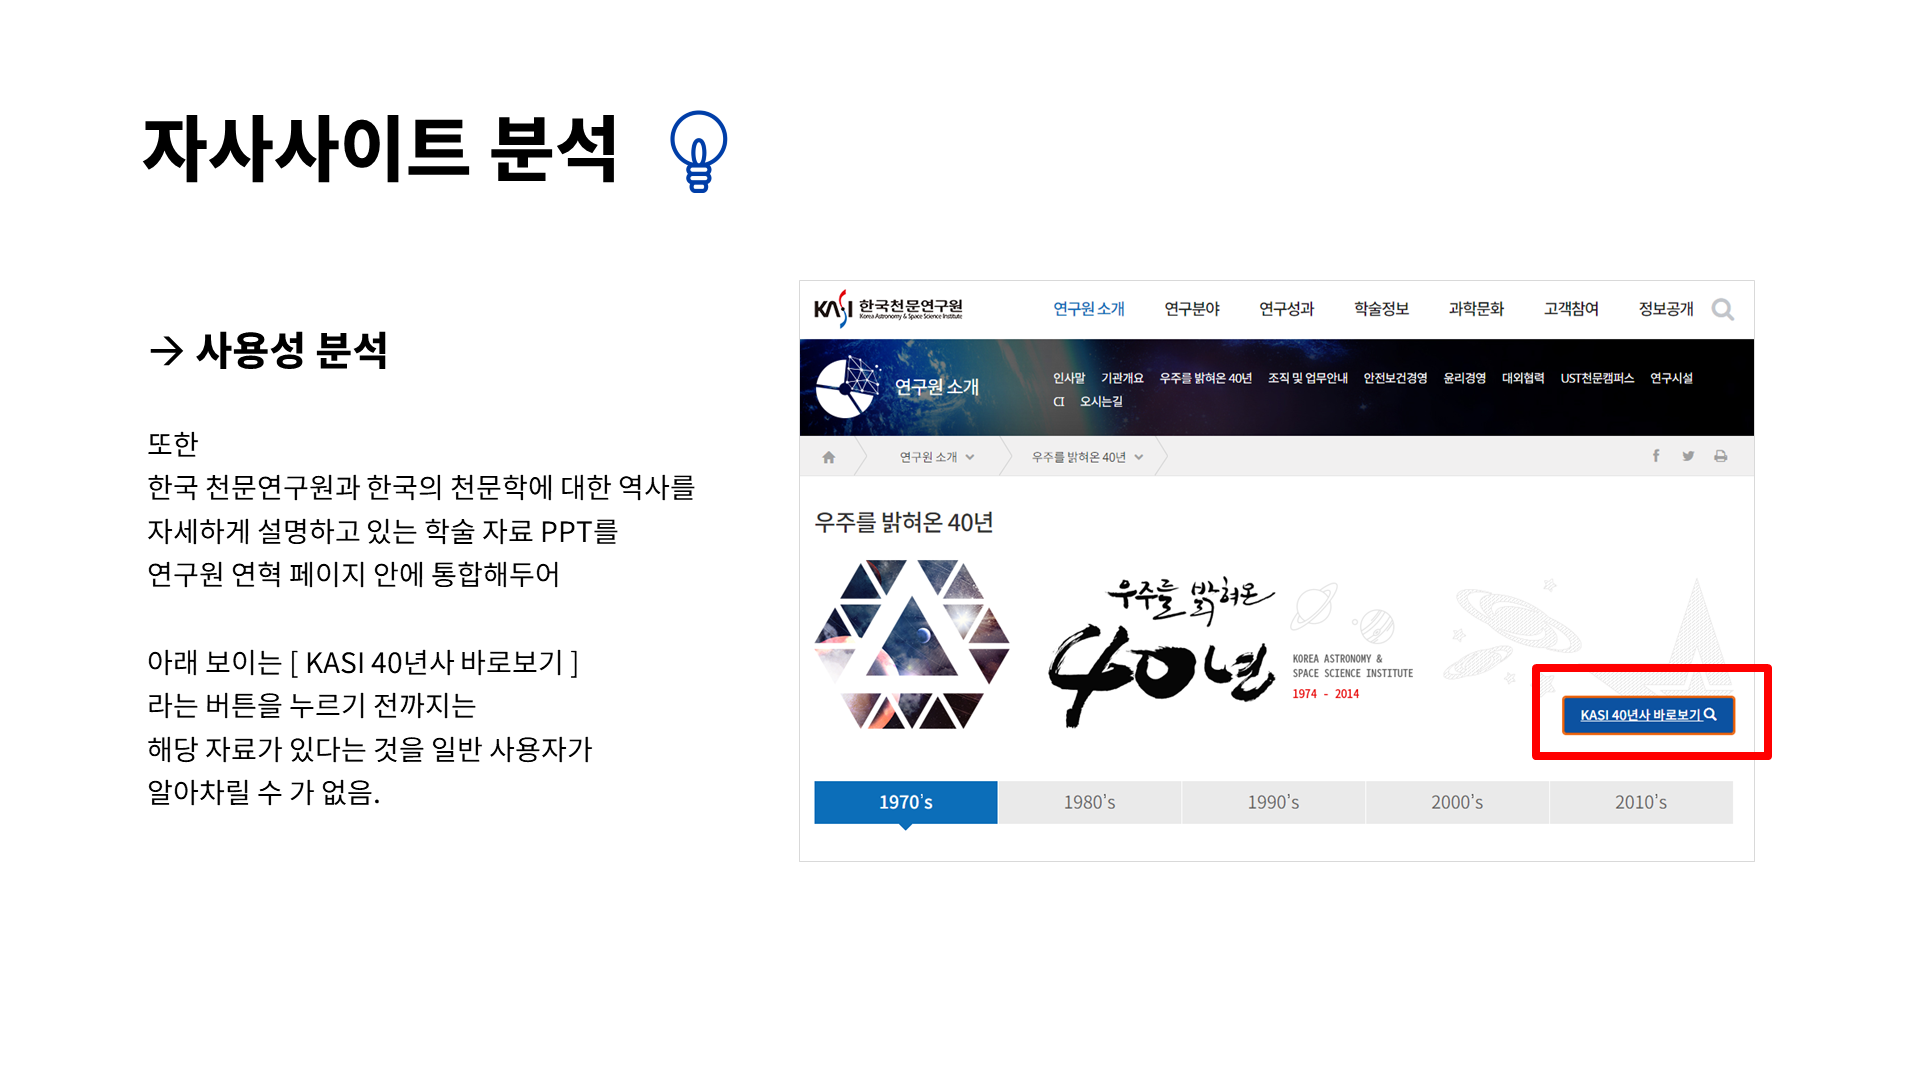 자사사이트 분석
→ 사용성 분석
또한
한국 천문연구원과 한국의 천문학에 대한 역사를
자세하게 설명하고 있는 학술 자료 PPT를
연구원 연혁 페이지 안에 통합해두어
아래 보이는 [ KASI 40년사 바로보기 ]
라는 버튼을 누르기 전까지는
해당 자료가 있다는 것을 일반 사용자가
알아차릴 수 가 없음.
KASI 한국천문연구원
Korea Astronomy & Space Science Institute
연구원 소개 연구분야 연구성과 학술정보 과학문화 고객참여 정보공개
연구원 소개
인사말 기관개요 우주를 밝혀온 40년 조직 및 업무안내 안전보건경영 윤리경영 대외협력 UST천문캠퍼스 연구시설
CI 오시는길
연구원 소개 우주를 밝혀온 40년
우주를 밝혀온 40년
우주를 밝혀온
40년
KOREA ASTRONOMY &
SPACE SCIENCE INSTITUTE
1974 - 2014
KASI 40년사 바로보기
1970's 1980's 1990's 2000's 2010's